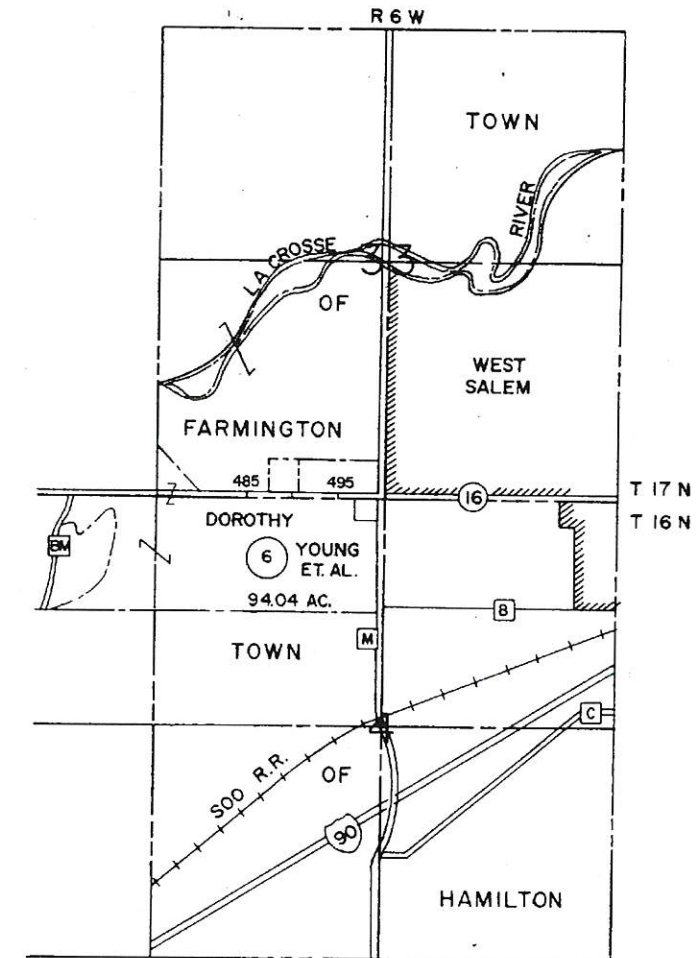 R 6 W
TOWN
RIVER
LA CROSSE
OF
WEST
SALEM
FARMINGTON
485
495
16
T 17 N
T 16 N
DOROTHY
BM
6
YOUNG
ET. AL.
94.04 AC.
B
M
TOWN
C
SOO R.R.
OF
90
HAMILTON